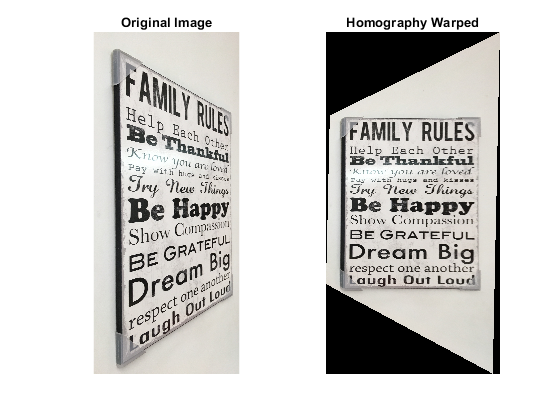 Original Image
FAMILY RULES
Help Each Other
Be Thankful
Know you are loved
Pay with hugs and kisses
Try New Things
Be Happy
Show Compassion
BE GRATEFUL
Dream Big
respect one another
Laugh Out Loud
Homography Warped
FAMILY RULES
Help Each Other
Be Thankful
Know you are loved
Pay with hugs and kisses
Try New Things
Be Happy
Show Compassion
BE GRATEFUL
Dream Big
respect one another
Laugh Out Loud